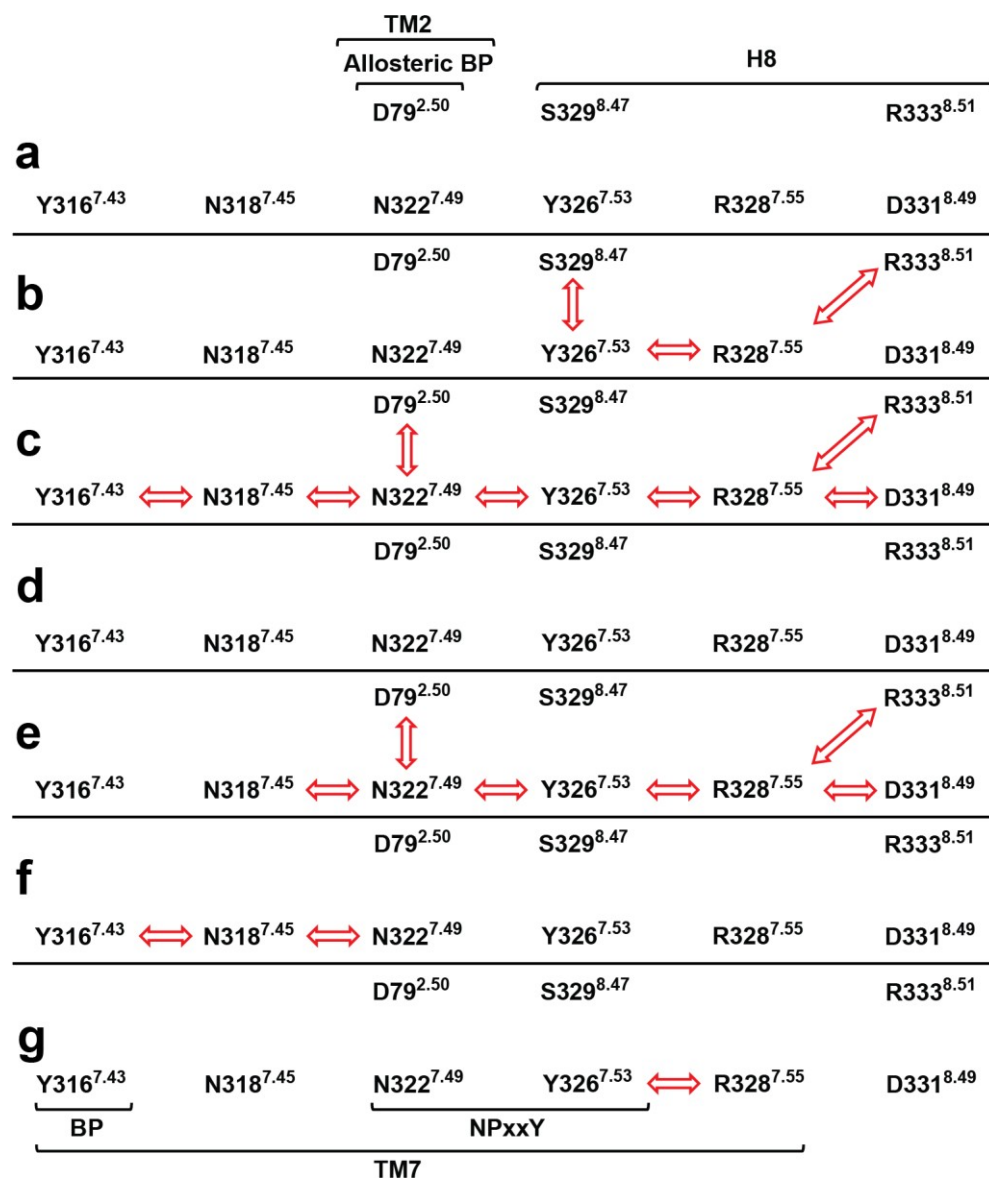 TM2
Allosteric BP
H8
D79^2.50 S329^8.47 R333^8.51
a
Y316^7.43 N318^7.45 N322^7.49 Y326^7.53 R328^7.55 D331^8.49
D79^2.50 S329^8.47 R333^8.51
b
Y316^7.43 N318^7.45 N322^7.49 Y326^7.53 R328^7.55 D331^8.49
D79^2.50 S329^8.47 R333^8.51
c
Y316^7.43 N318^7.45 N322^7.49 Y326^7.53 R328^7.55 D331^8.49
D79^2.50 S329^8.47 R333^8.51
d
Y316^7.43 N318^7.45 N322^7.49 Y326^7.53 R328^7.55 D331^8.49
D79^2.50 S329^8.47 R333^8.51
e
Y316^7.43 N318^7.45 N322^7.49 Y326^7.53 R328^7.55 D331^8.49
D79^2.50 S329^8.47 R333^8.51
f
Y316^7.43 N318^7.45 N322^7.49 Y326^7.53 R328^7.55 D331^8.49
D79^2.50 S329^8.47 R333^8.51
g
Y316^7.43 N318^7.45 N322^7.49 Y326^7.53 R328^7.55 D331^8.49
BP NPxxY
TM7